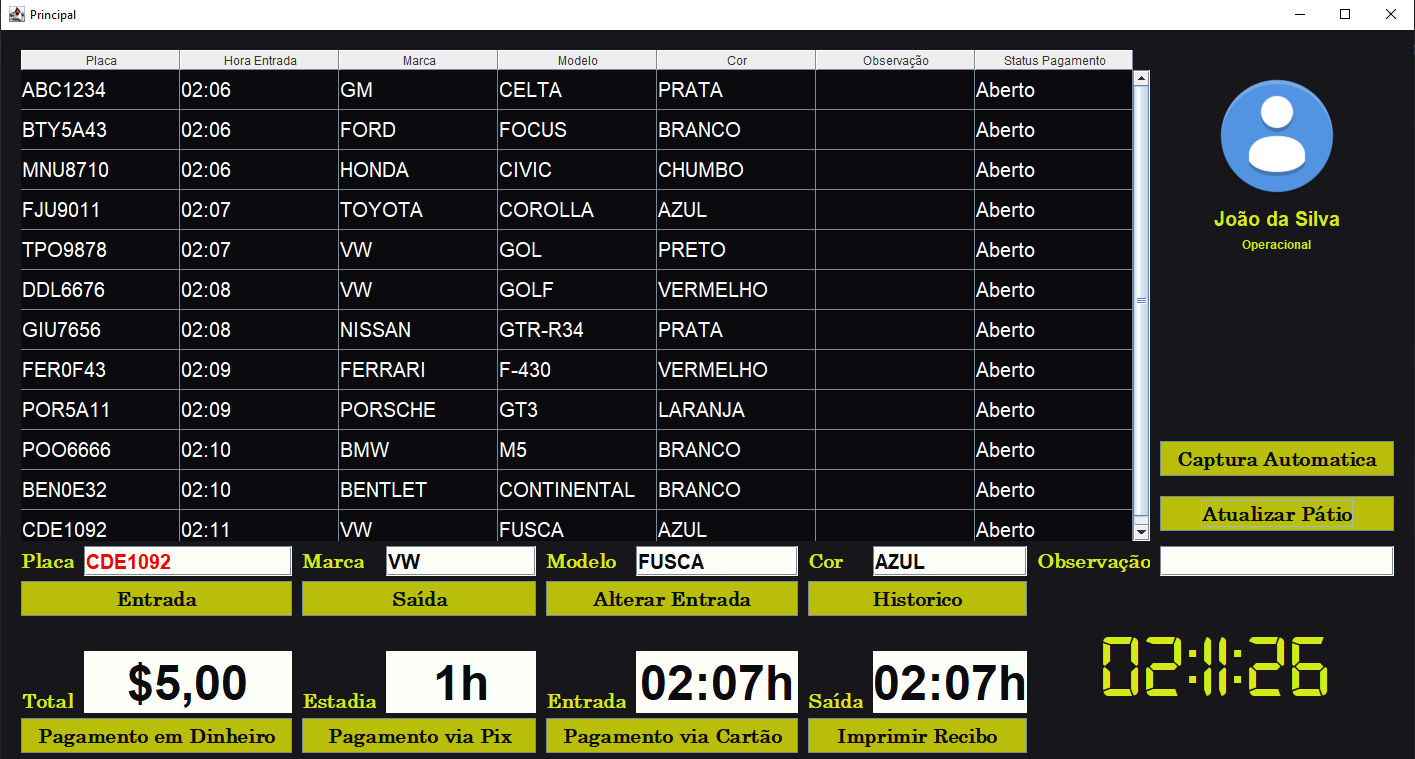 Principal
Placa Hora Entrada Marca Modelo Cor Observação Status Pagamento
ABC1234 02:06 GM CELTA PRATA Aberto
BTY5A43 02:06 FORD FOCUS BRANCO Aberto
MNU8710 02:06 HONDA CIVIC CHUMBO Aberto
FJU9011 02:07 TOYOTA COROLLA AZUL Aberto
TPO9878 02:07 VW GOL PRETO Aberto
DDL6676 02:08 VW GOLF VERMELHO Aberto
GIU7656 02:08 NISSAN GTR-R34 PRATA Aberto
FER0F43 02:09 FERRARI F-430 VERMELHO Aberto
POR5A11 02:09 PORSCHE GT3 LARANJA Aberto
POO6666 02:10 BMW M5 BRANCO Aberto
BEN0E32 02:10 BENTLET CONTINENTAL BRANCO Aberto
CDE1092 02:11 VW FUSCA AZUL Aberto
João da Silva
Operacional
Captura Automatica
Atualizar Pátio
Placa CDE1092 Marca VW Modelo FUSCA Cor AZUL Observação
Entrada Saída Alterar Entrada Historico
Total $5,00 Estadia 1h Entrada 02:07h Saída 02:07h
02:11:26
Pagamento em Dinheiro Pagamento via Pix Pagamento via Cartão Imprimir Recibo